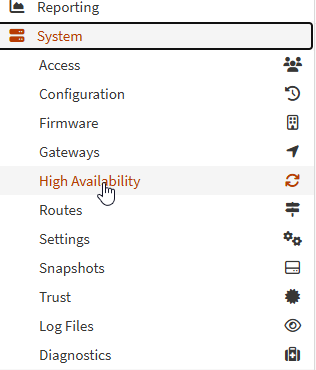 Reporting
System
Access
Configuration
Firmware
Gateways
High Availability
Routes
Settings
Snapshots
Trust
Log Files
Diagnostics